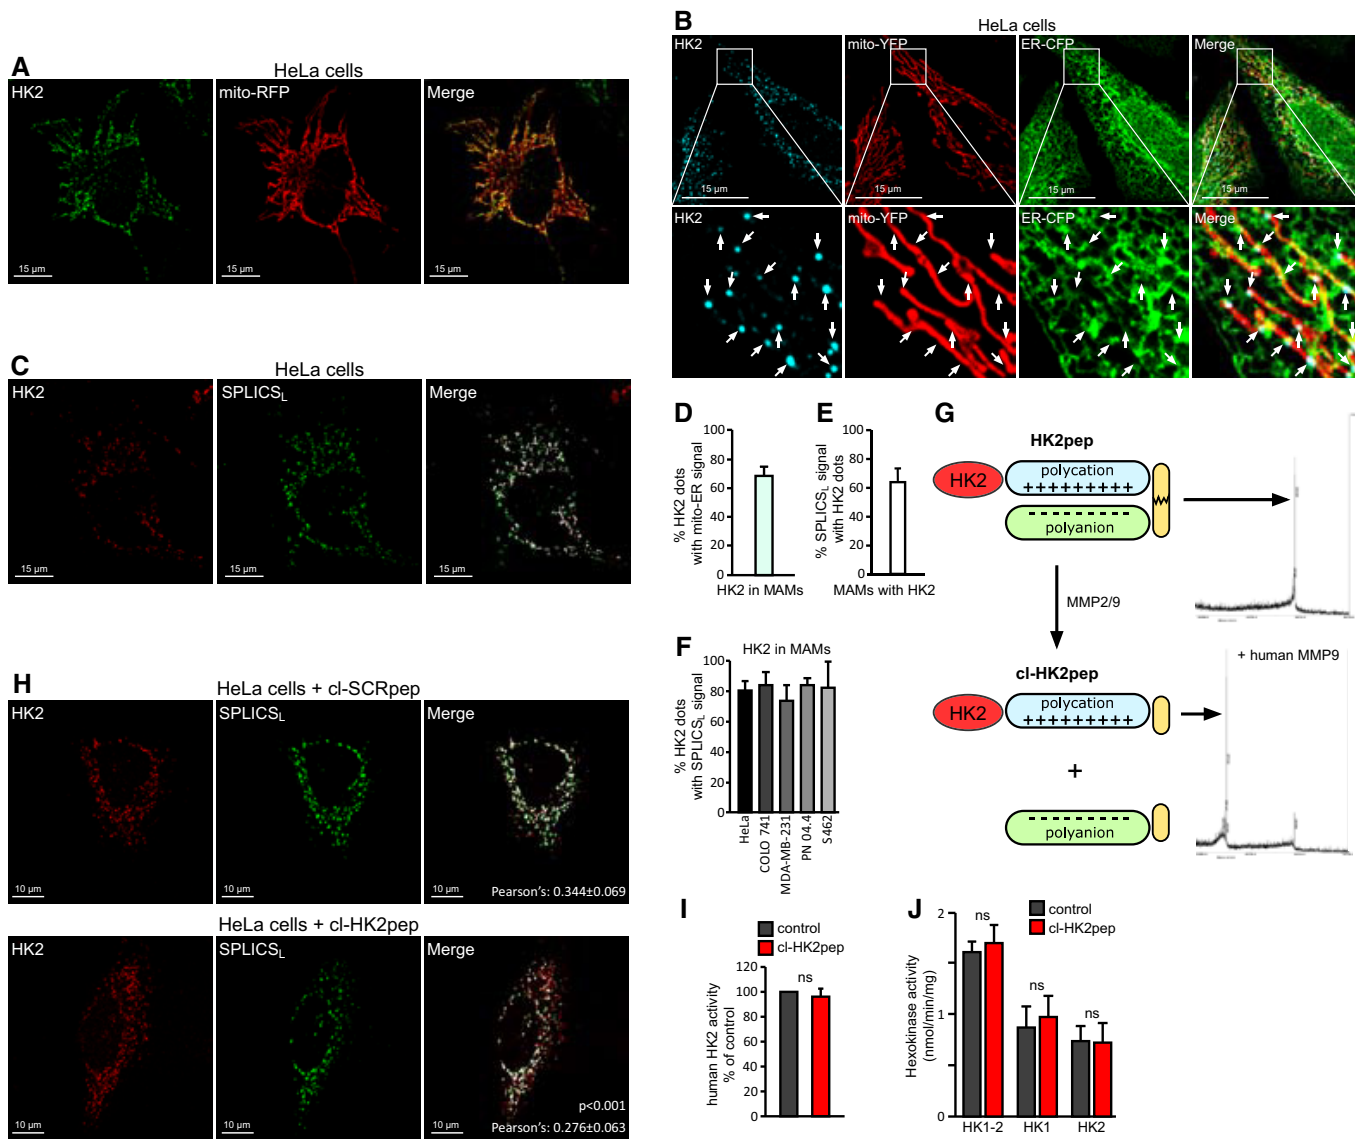 A
HeLa cells
HK2
mito-RFP
Merge
15 µm
B
HeLa cells
HK2
mito-YFP
ER-CFP
Merge
15 µm
15 µm
15 µm
15 µm
HK2
mito-YFP
ER-CFP
Merge
C
HeLa cells
HK2
SPLICSL
Merge
15 µm
15 µm
15 µm
D
% HK2 dots
with mito-ER signal
100
80
60
40
20
0
HK2 in MAMs
E
% SPLICSL signal
with HK2 dots
100
80
60
40
20
0
MAMs with HK2
F
HK2 in MAMs
% HK2 dots
with SPLICSL signal
100
80
60
40
20
0
HeLa
COLO 741
MDA-MB-231
PN 04.4
S462
G
HK2pep
HK2
polycation
+++++++++
---------
polyanion
MMP2/9
cl-HK2pep
HK2
polycation
+++++++++
+
---------
polyanion
+ human MMP9
H
HeLa cells + cl-SCRpep
HK2
SPLICSL
Merge
10 µm
10 µm
10 µm
Pearson's: 0.344±0.069
HeLa cells + cl-HK2pep
HK2
SPLICSL
Merge
10 µm
10 µm
10 µm
p<0.001
Pearson's: 0.276±0.063
I
control
cl-HK2pep
human HK2 activity
% of control
120
100
80
60
40
20
0
ns
J
control
cl-HK2pep
Hexokinase activity
(nmol/min/mg)
2
1
0
ns
ns
ns
HK1-2
HK1
HK2